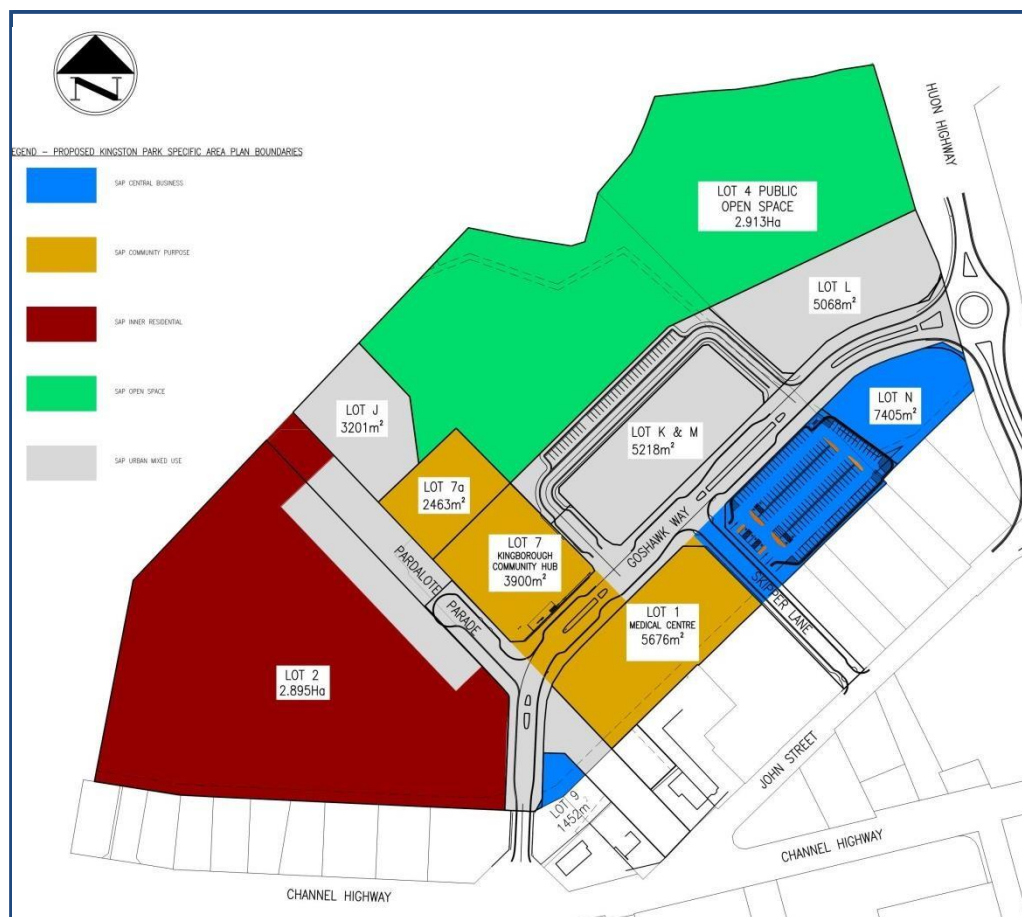 N
EGEND – PROPOSED KINGSTON PARK SPECIFIC AREA PLAN BOUNDARIES
SAP CENTRAL BUSINESS
SAP COMMUNITY PURPOSE
SAP INNER RESIDENTIAL
SAP OPEN SPACE
SAP URBAN MIXED USE
HUON HIGHWAY
LOT 4 PUBLIC
OPEN SPACE
2.913Ha
LOT L
5068m²
LOT N
7405m²
LOT J
3201m²
LOT K & M
5218m²
LOT 7a
2463m²
GOSHAWK WAY
LOT 7
KINGBOROUGH
COMMUNITY HUB
3900m²
PARDALOTE
PARADE
SKIPPER LANE
LOT 1
MEDICAL CENTRE
5676m²
LOT 2
2.895Ha
JOHN STREET
LOT 9
1452m²
CHANNEL HIGHWAY
CHANNEL HIGHWAY